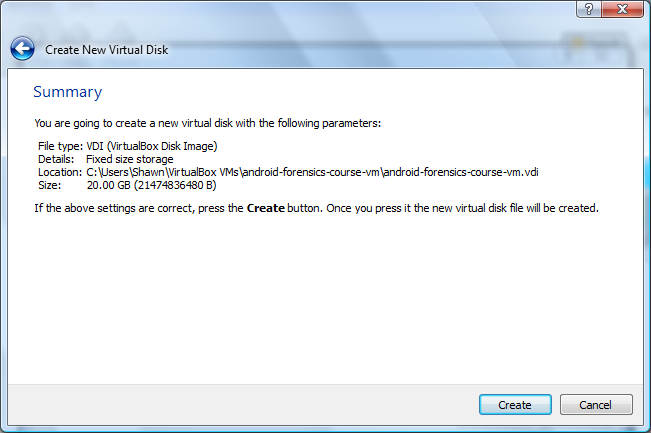 ?
Create New Virtual Disk
Summary
You are going to create a new virtual disk with the following parameters:
File type: VDI (VirtualBox Disk Image)
Details: Fixed size storage
Location: C:\Users\Shawn\VirtualBox VMs\android-forensics-course-vm\android-forensics-course-vm.vdi
Size: 20.00 GB (21474836480 B)
If the above settings are correct, press the Create button. Once you press it the new virtual disk file will be created.
Create Cancel